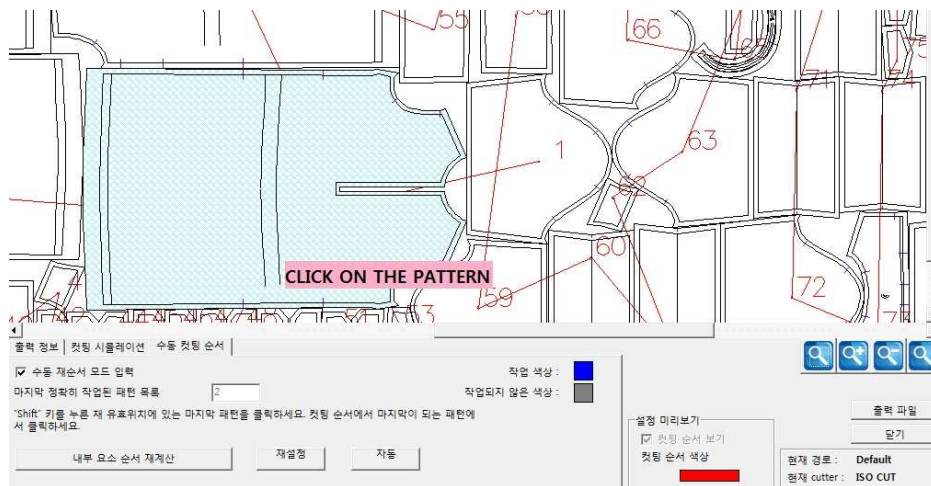 55
66
75
71
74
1
63
62
60
CLICK ON THE PATTERN
59
72
출력 정보
컷팅 시뮬레이션
수동 컷팅 순서
수동 재순서 모드 입력
작업 색상 :
마지막 정확히 작업된 패턴 목록
2
작업되지 않은 색상 :
"Shift" 키를 누른 채 유효위치에 있는 마지막 패턴을 클릭하세요. 컷팅 순서에서 마지막이 되는 패턴에
서 클릭하세요.
내부 요소 순서 재계산
재설정
자동
설정 미리보기
컷팅 순서 보기
컷팅 순서 색상
출력 파일
닫기
현재 경로 : Default
현재 cutter : ISO CUT